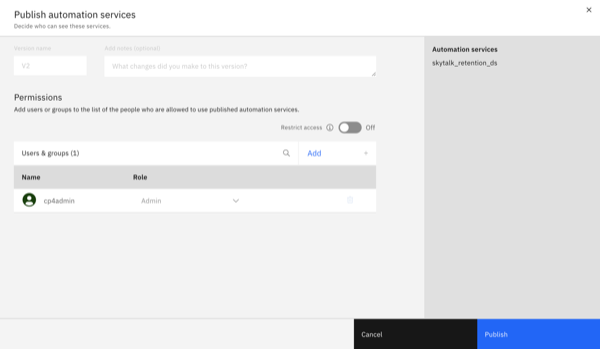 Publish automation services
Decide who can see these services.
Version name
Add notes (optional)
V2
What changes did you make to this version?
Permissions
Add users or groups to the list of the people who are allowed to use published automation services.
Restrict access
Off
Users & groups (1)
Add
Name
Role
cp4admin
Admin
Automation services
skytalk_retention_ds
Cancel
Publish